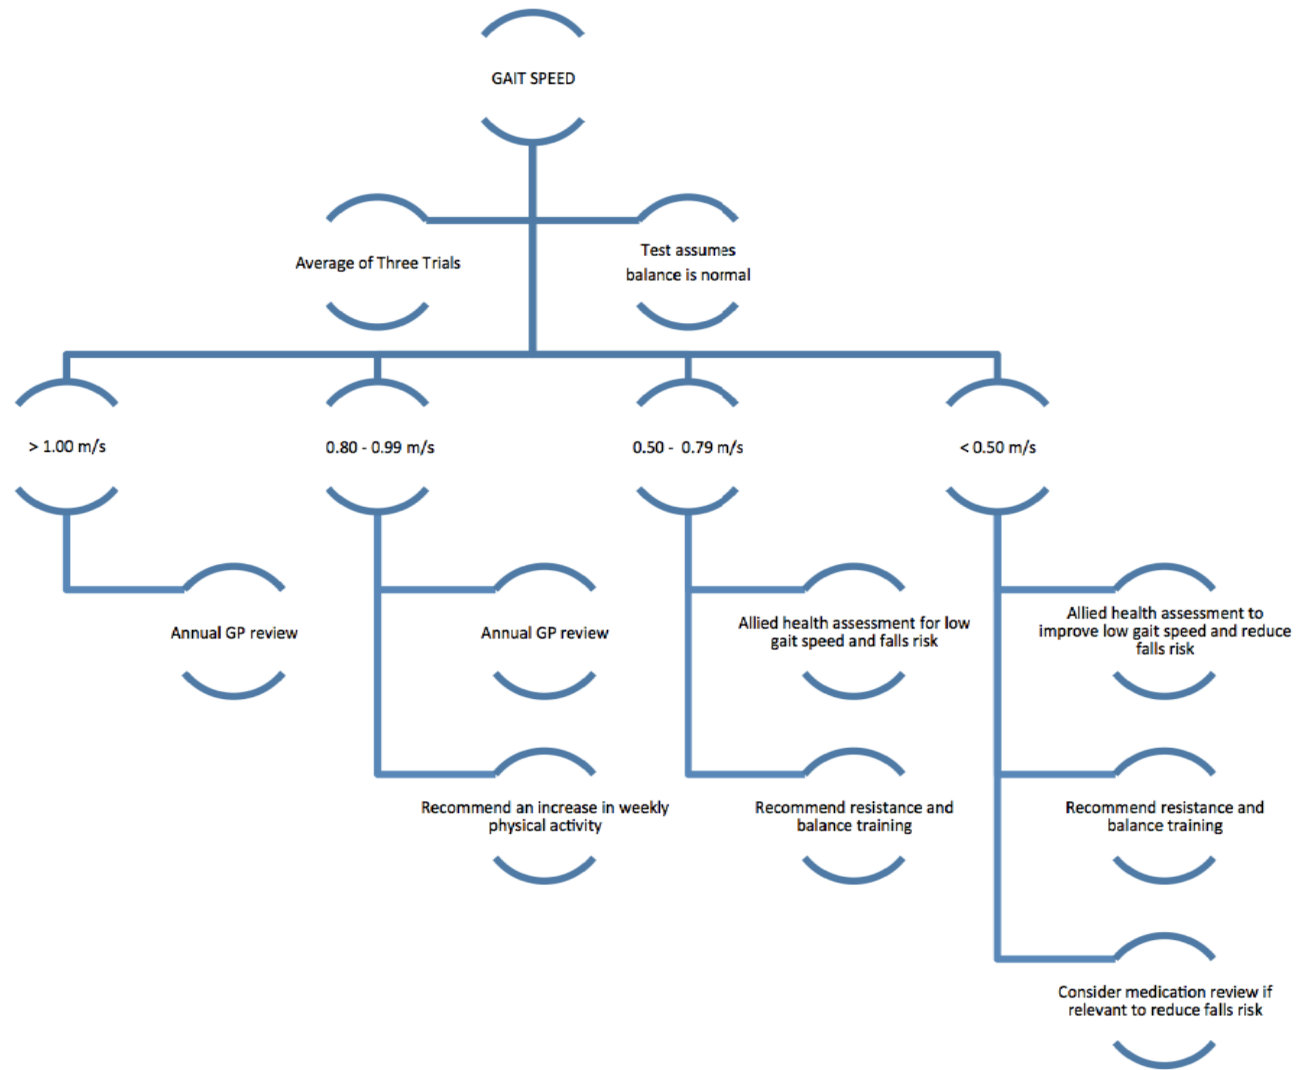 GAIT SPEED
Average of Three Trials
Test assumes
balance is normal
> 1.00 m/s
0.80 - 0.99 m/s
0.50 -  0.79 m/s
< 0.50 m/s
Annual GP review
Annual GP review
Recommend an increase in weekly
physical activity
Allied health assessment for low
gait speed and falls risk
Recommend resistance and
balance training
Allied health assessment to
improve low gait speed and reduce
falls risk
Recommend resistance and
balance training
Consider medication review if
relevant to reduce falls risk